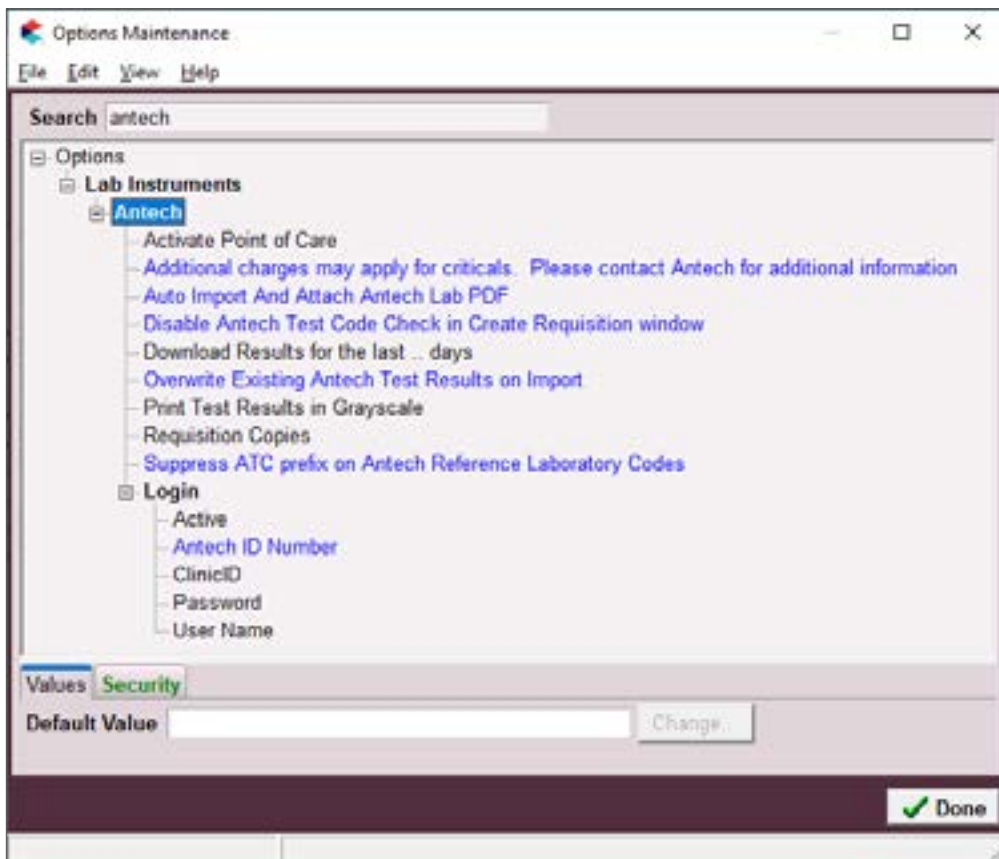 Options Maintenance
File Edit View Help
Search antech
Options
Lab Instruments
Antech
Activate Point of Care
Additional charges may apply for criticals. Please contact Antech for additional information
Auto Import And Attach Antech Lab PDF
Disable Antech Test Code Check in Create Requisition window
Download Results for the last .. days
Overwrite Existing Antech Test Results on Import
Print Test Results in Grayscale
Requisition Copies
Suppress ATC prefix on Antech Reference Laboratory Codes
Login
Active
Antech ID Number
ClinicID
Password
User Name
Values Security
Default Value Change...
Done